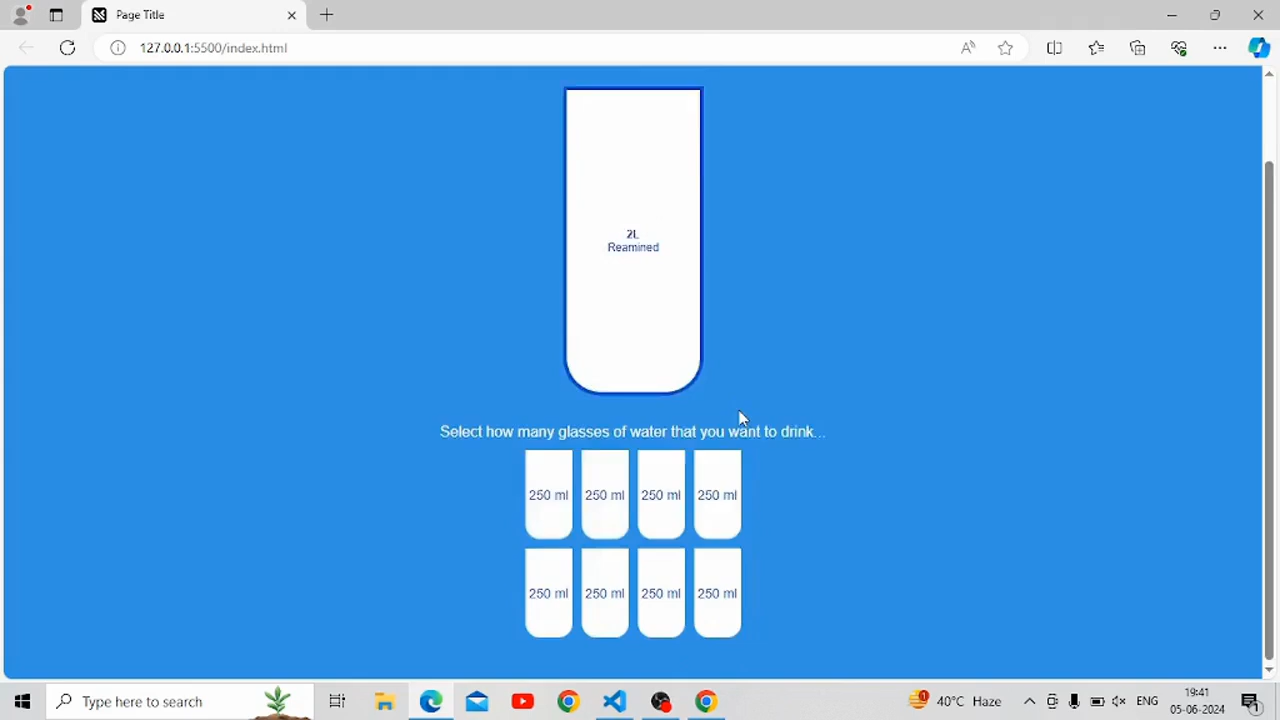 Page Title
127.0.0.1:5500/index.html
2L
Reamined
Select how many glasses of water that you want to drink...
250 ml 250 ml 250 ml 250 ml
250 ml 250 ml 250 ml 250 ml
Type here to search
1
40°C Haze
ENG
19:41
05-06-2024
1